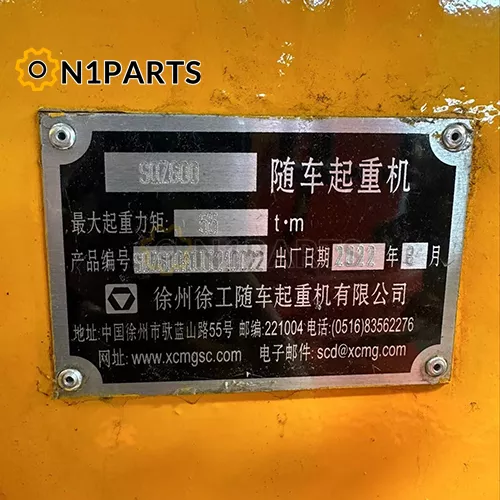 N1PARTS
随车起重机
最大起重力矩: t·m
产品编号 出厂日期 2022 年 月
徐州徐工随车起重机有限公司
地址:中国徐州市驮蓝山路55号 邮编:221004 电话:(0516)83562276
网址: www.xcmgsc.com 电子邮件: scd@xcmg.com